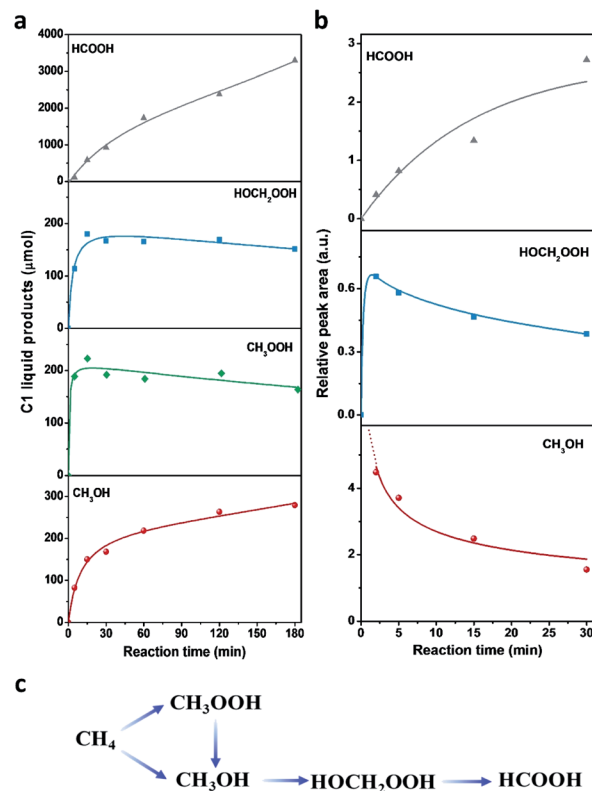 a
HCOOH
4000
3000
2000
1000
0
HOCH₂OOH
200
100
0
CH₃OOH
200
100
0
CH₃OH
300
200
100
0
0 30 60 90 120 150 180
Reaction time (min)
C1 liquid products (μmol)
b
HCOOH
3
2
1
0
HOCH₂OOH
0.6
0.3
0.0
CH₃OH
4
2
0
0 5 10 15 20 25 30
Reaction time (min)
Relative peak area (a.u.)
c
CH₃OOH
CH₄
CH₃OH HOCH₂OOH HCOOH